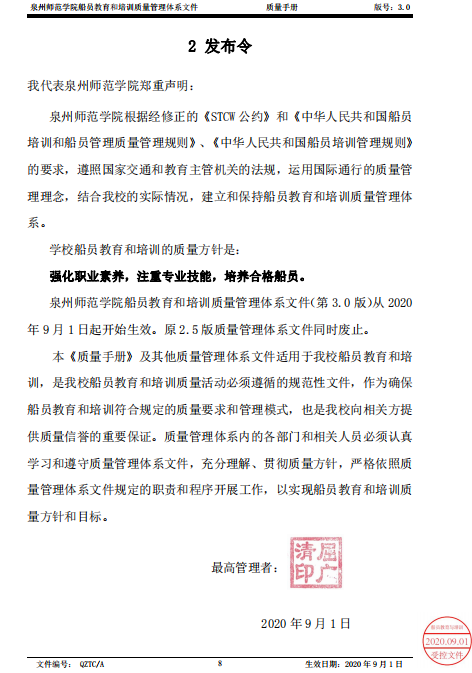 泉州师范学院船员教育和培训质量管理体系文件 质量手册 版号：3.0
2 发布令
我代表泉州师范学院郑重声明：
泉州师范学院根据经修正的《STCW 公约》和《中华人民共和国船员
培训和船员管理质量管理规则》、《中华人民共和国船员培训管理规则》
的要求，遵照国家交通和教育主管机关的法规，运用国际通行的质量管
理理念，结合我校的实际情况，建立和保持船员教育和培训质量管理体
系。
学校船员教育和培训的质量方针是：
强化职业素养，注重专业技能，培养合格船员。
泉州师范学院船员教育和培训质量管理体系文件(第 3.0 版)从 2020
年 9 月 1 日起开始生效。原 2.5 版质量管理体系文件同时废止。
本《质量手册》及其他质量管理体系文件适用于我校船员教育和培
训，是我校船员教育和培训质量活动必须遵循的规范性文件，作为确保
船员教育和培训符合规定的质量要求和管理模式，也是我校向相关方提
供质量信誉的重要保证。质量管理体系内的各部门和相关人员必须认真
学习和遵守质量管理体系文件，充分理解、贯彻质量方针，严格依照质
量管理体系文件规定的职责和程序开展工作，以实现船员教育和培训质
量方针和目标。
最高管理者：
屈广清印
2020 年 9 月 1 日
2020.09.01
受控文件
文件编号： QZTC/A 8 生效日期：2020 年 9 月 1 日